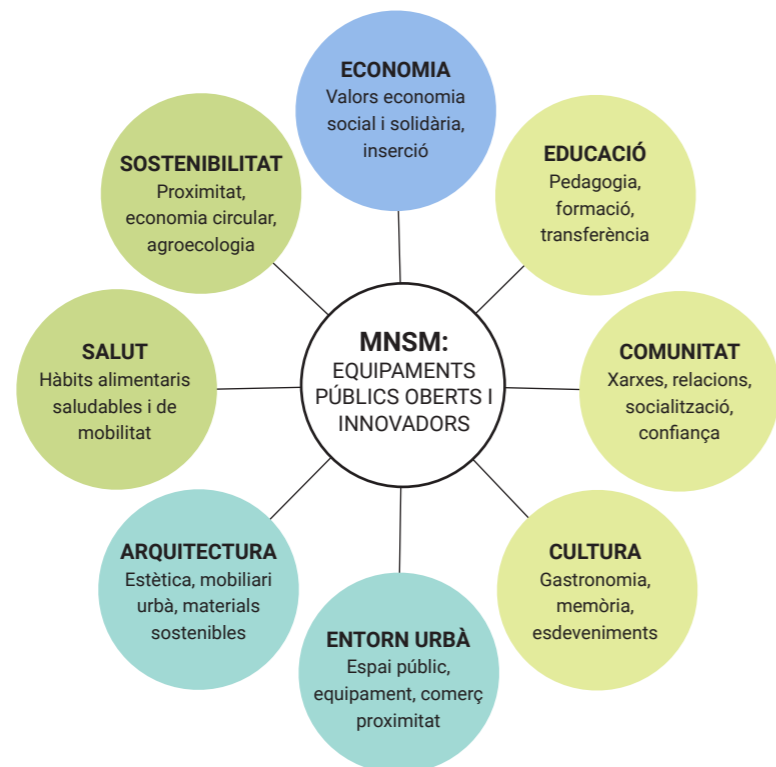 ECONOMIA
Valors economia
social i solidària,
inserció
EDUCACIÓ
Pedagogia,
formació,
transferència
COMUNITAT
Xarxes, relacions,
socialització,
confiança
CULTURA
Gastronomia,
memòria,
esdeveniments
ENTORN URBÀ
Espai públic,
equipament, comerç
proximitat
ARQUITECTURA
Estètica, mobiliari
urbà, materials
sostenibles
SALUT
Hàbits alimentaris
saludables i de
mobilitat
SOSTENIBILITAT
Proximitat,
economia circular,
agroecologia
MNSM:
EQUIPAMENTS
PÚBLICS OBERTS I
INNOVADORS